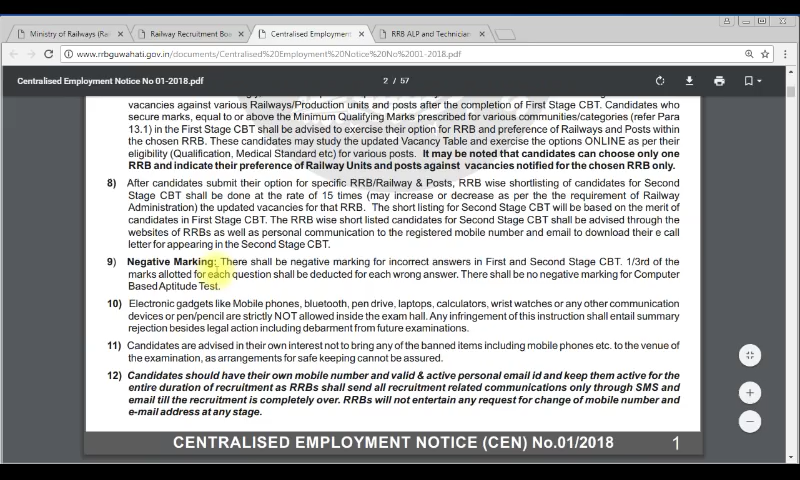 Ministry of Railways (Ra
Railway Recruitment Boa
Centralised Employment
RRB ALP and Technician
www.rrbguwahati.gov.in/documents/Centralised%20Employment%20Notice%20No%2001-2018.pdf
Centralised Employment Notice No 01-2018.pdf
2 / 57
vacancies against various Railways/Production units and posts after the completion of First Stage CBT. Candidates who
secure marks, equal to or above the Minimum Qualifying Marks prescribed for various communities/categories (refer Para
13.1) in the First Stage CBT shall be advised to exercise their option for RRB and preference of Railways and Posts within
the chosen RRB. These candidates may study the updated Vacancy Table and exercise the options ONLINE as per their
eligibility (Qualification, Medical Standard etc) for various posts. It may be noted that candidates can choose only one
RRB and indicate their preference of Railway Units and posts against vacancies notified for the chosen RRB only.
8) After candidates submit their option for specific RRB/Railway & Posts, RRB wise shortlisting of candidates for Second
Stage CBT shall be done at the rate of 15 times (may increase or decrease as per the the requirement of Railway
Administration) the updated vacancies for that RRB. The short listing for Second Stage CBT will be based on the merit of
candidates in First Stage CBT. The RRB wise short listed candidates for Second Stage CBT shall be advised through the
websites of RRBs as well as personal communication to the registered mobile number and email to download their e call
letter for appearing in the Second Stage CBT.
9) Negative Marking: There shall be negative marking for incorrect answers in First and Second Stage CBT. 1/3rd of the
marks allotted for each question shall be deducted for each wrong answer. There shall be no negative marking for Computer
Based Aptitude Test.
10) Electronic gadgets like Mobile phones, bluetooth, pen drive, laptops, calculators, wrist watches or any other communication
devices or pen/pencil are strictly NOT allowed inside the exam hall. Any infringement of this instruction shall entail summary
rejection besides legal action including debarment from future examinations.
11) Candidates are advised in their own interest not to bring any of the banned items including mobile phones etc. to the venue of
the examination, as arrangements for safe keeping cannot be assured.
12) Candidates should have their own mobile number and valid & active personal email id and keep them active for the
entire duration of recruitment as RRBs shall send all recruitment related communications only through SMS and
email till the recruitment is completely over. RRBs will not entertain any request for change of mobile number and
e-mail address at any stage.
CENTRALISED EMPLOYMENT NOTICE (CEN) No.01/2018 1